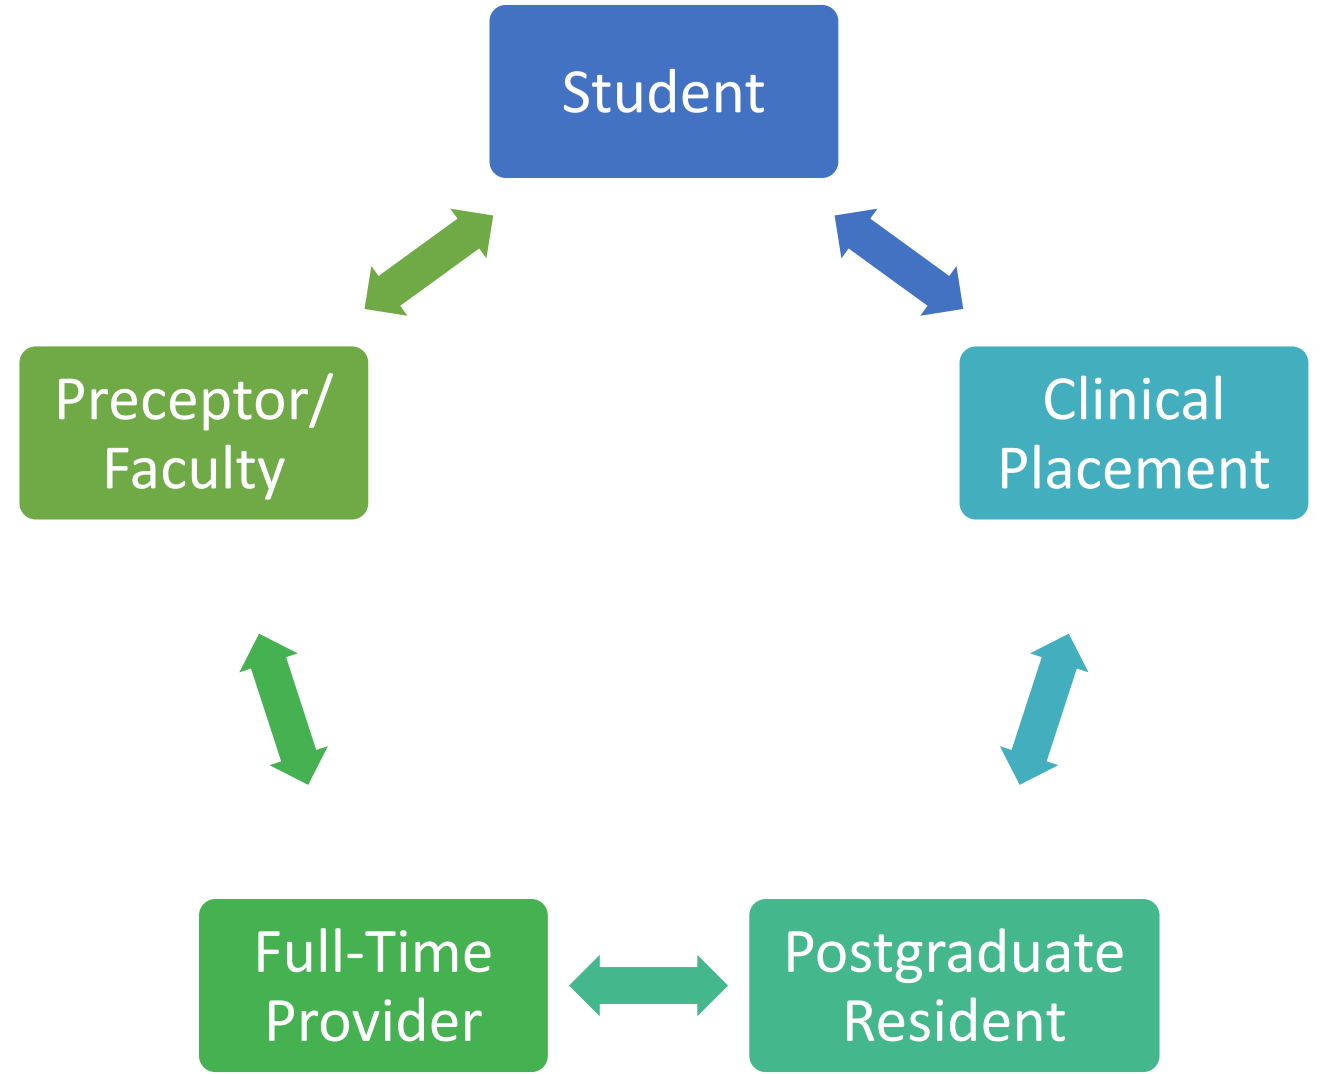 Student
Preceptor/
Faculty
Clinical
Placement
Full-Time
Provider
Postgraduate
Resident